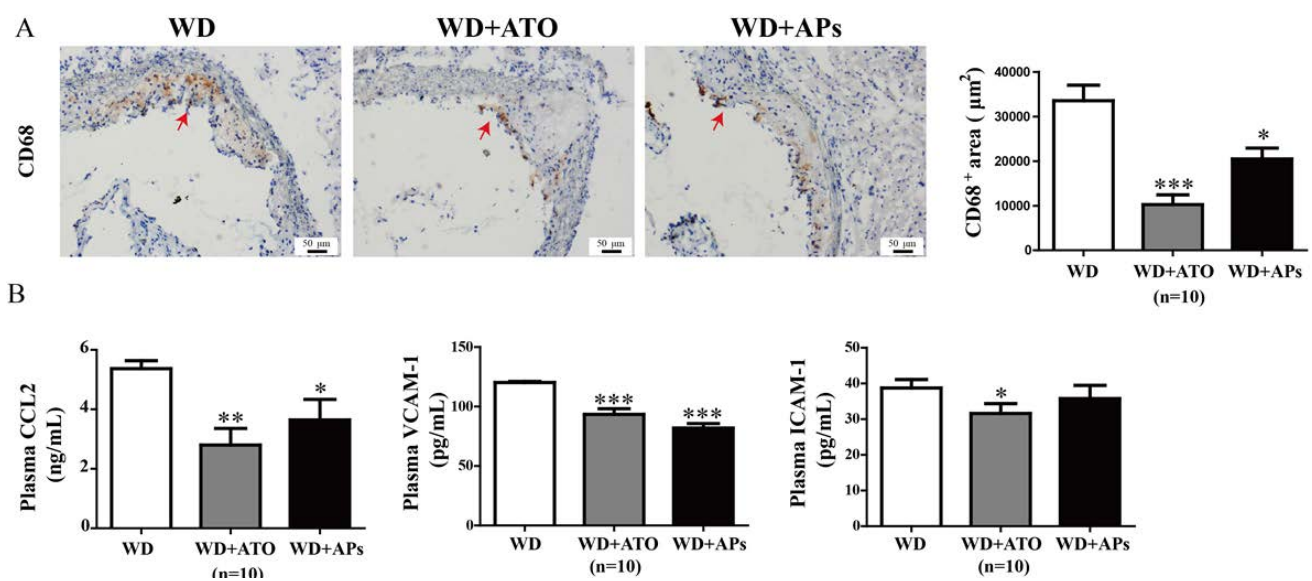 A
WD
WD+ATO
WD+APs
CD68
50 μm
50 μm
50 μm
CD68⁺ area ( μm²)
40000
30000
20000
10000
0
***
*
WD
WD+ATO
WD+APs
(n=10)
B
Plasma CCL2
(ng/mL)
6
4
2
0
**
*
WD
WD+ATO
WD+APs
(n=10)
Plasma VCAM-1
(pg/mL)
150
100
50
0
***
***
WD
WD+ATO
WD+APs
(n=10)
Plasma ICAM-1
(pg/mL)
50
40
30
20
10
0
*
WD
WD+ATO
WD+APs
(n=10)